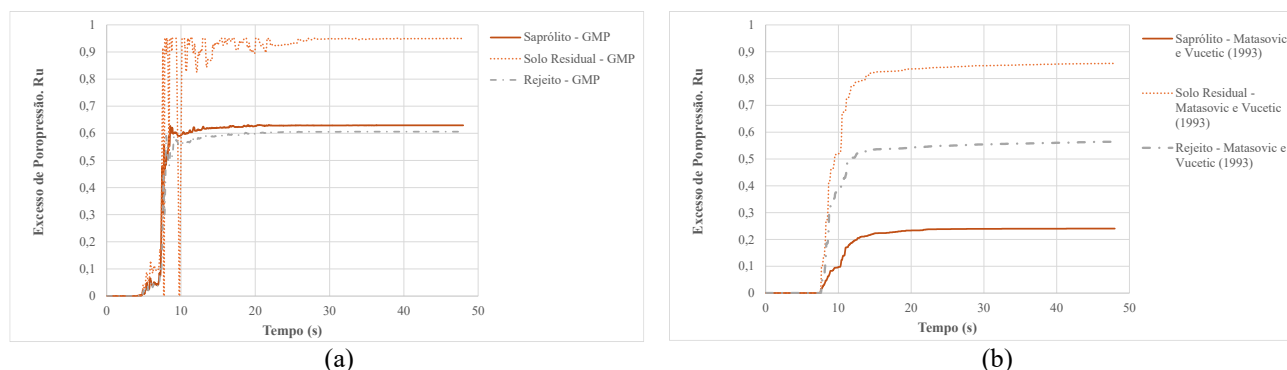 1
0,9
0,8
0,7
0,6
0,5
0,4
0,3
0,2
0,1
0
Excesso de Poropressão. Ru
0 10 20 30 40 50
Tempo (s)
Saprólito - GMP
Solo Residual - GMP
Rejeito - GMP
(a)
1
0,9
0,8
0,7
0,6
0,5
0,4
0,3
0,2
0,1
0
Excesso de Poropressão. Ru
0 10 20 30 40 50
Tempo (s)
Saprólito - Matasovic
e Vucetic (1993)
Solo Residual -
Matasovic e Vucetic
(1993)
Rejeito - Matasovic e
Vucetic (1993)
(b)